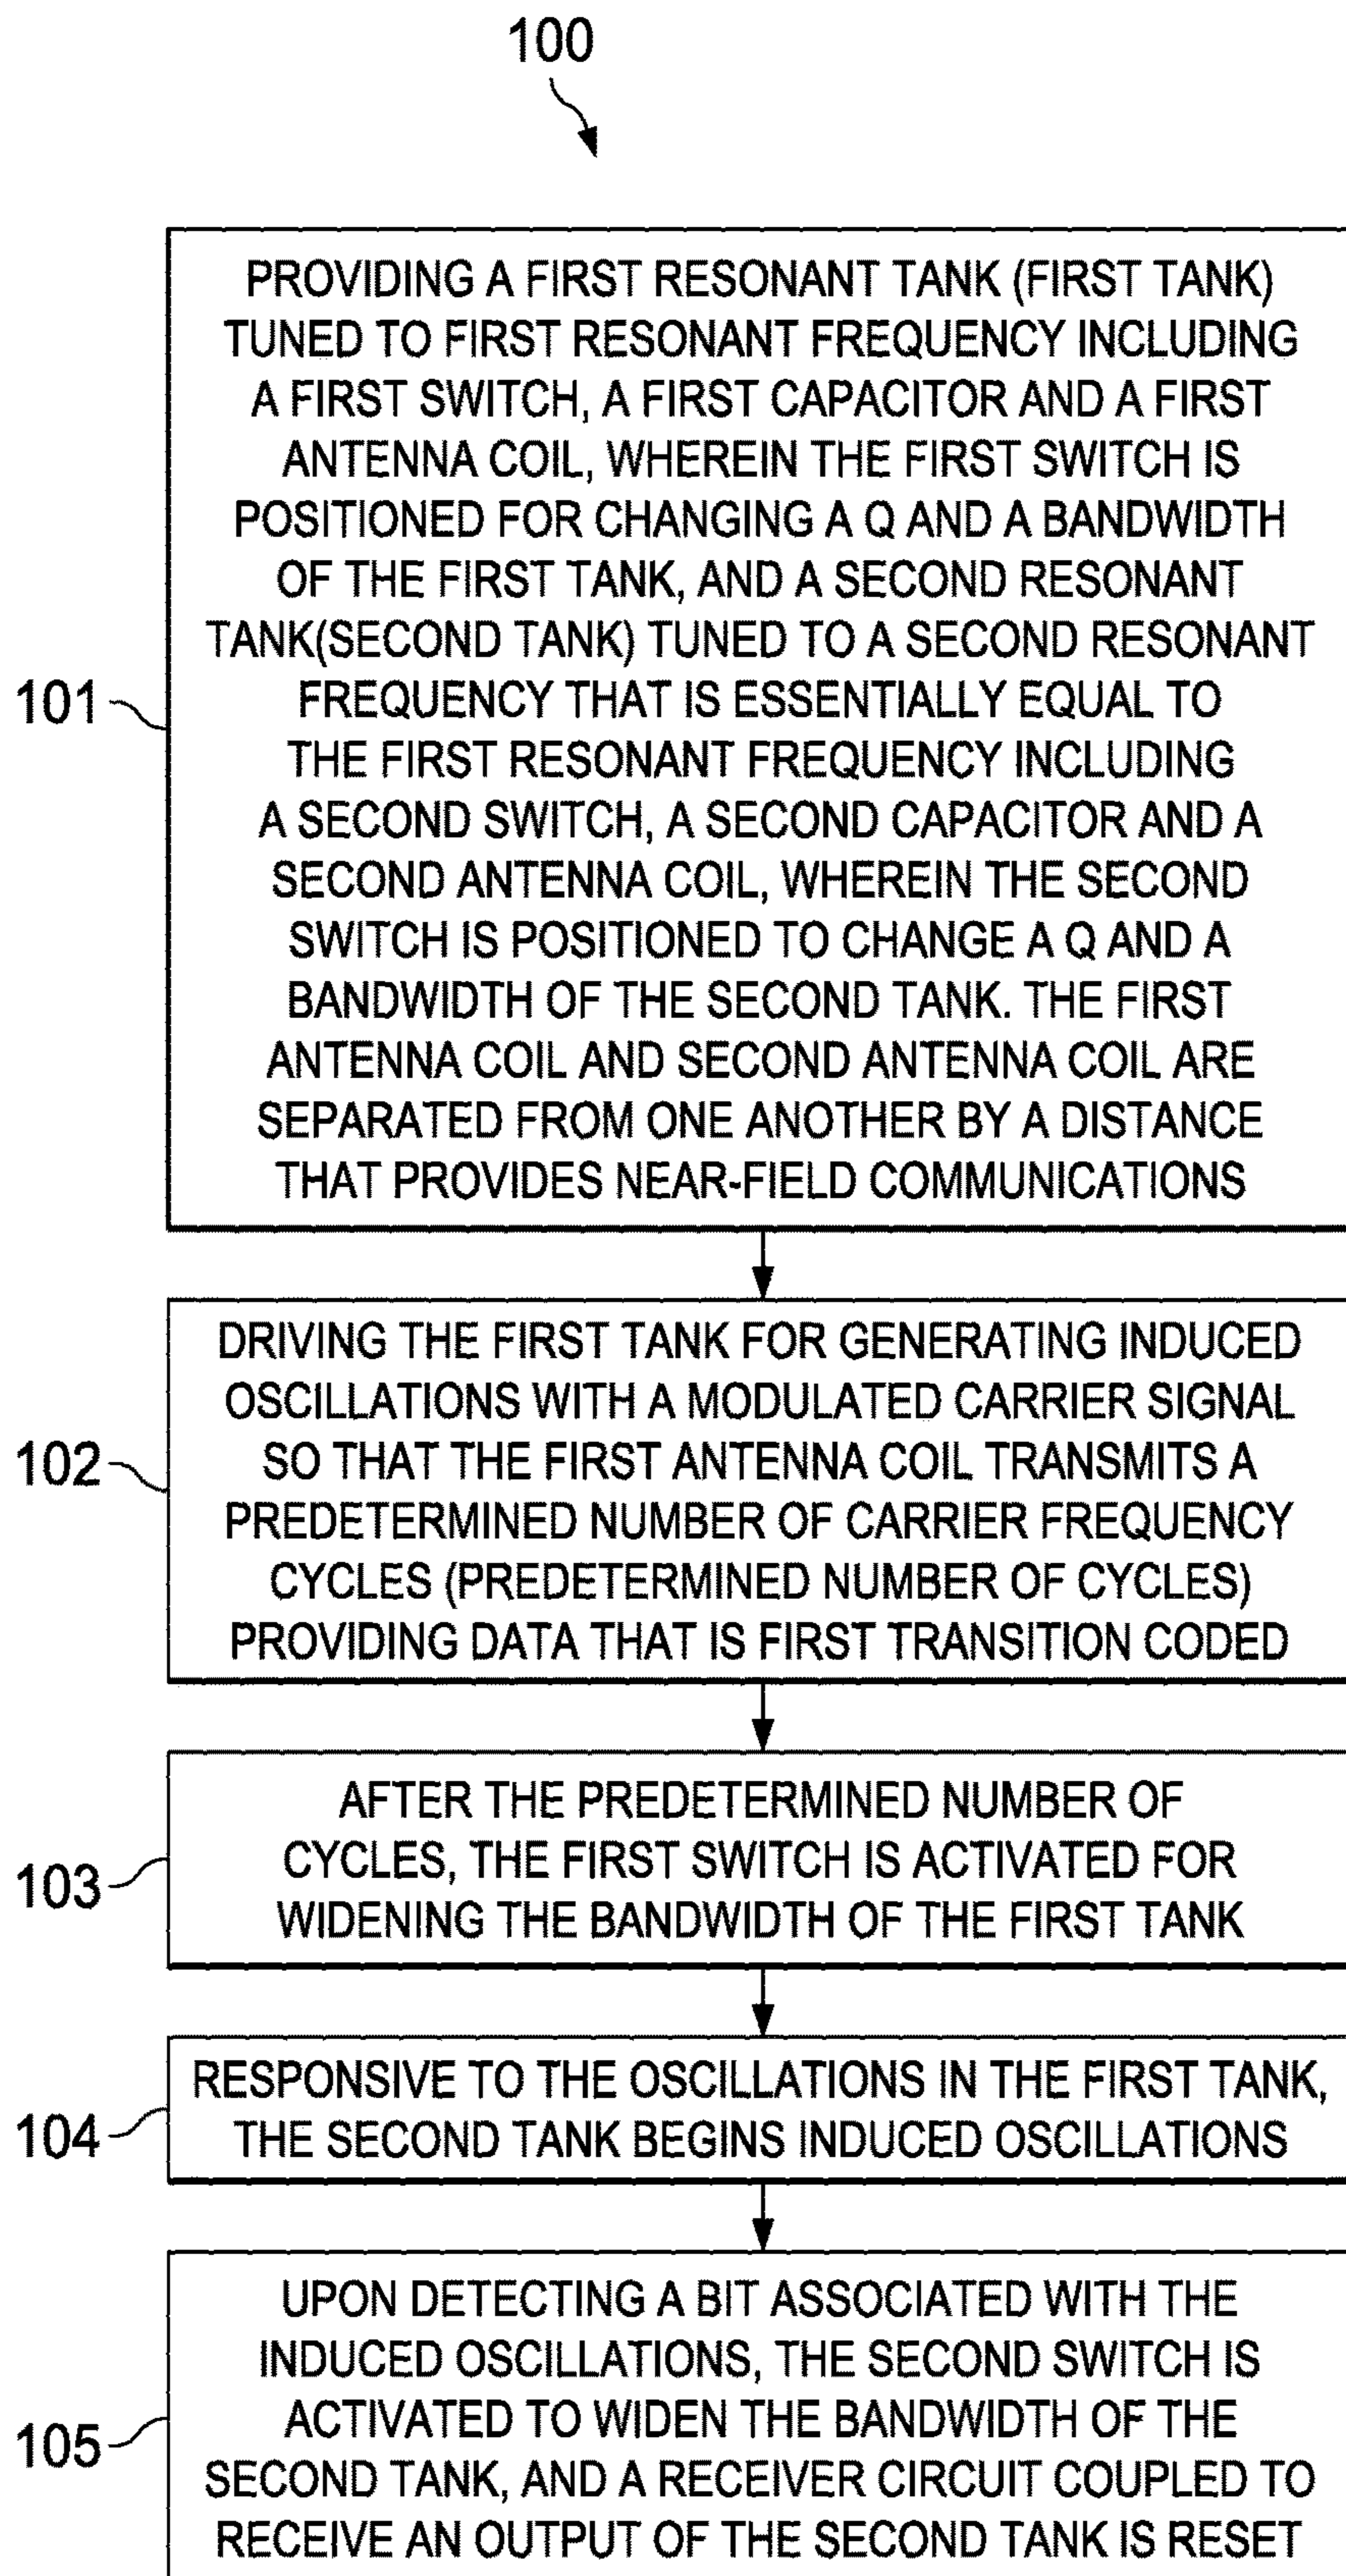 100
PROVIDING A FIRST RESONANT TANK (FIRST TANK)
TUNED TO FIRST RESONANT FREQUENCY INCLUDING
A FIRST SWITCH, A FIRST CAPACITOR AND A FIRST
ANTENNA COIL, WHEREIN THE FIRST SWITCH IS
POSITIONED FOR CHANGING A Q AND A BANDWIDTH
OF THE FIRST TANK, AND A SECOND RESONANT
TANK(SECOND TANK) TUNED TO A SECOND RESONANT
FREQUENCY THAT IS ESSENTIALLY EQUAL TO
THE FIRST RESONANT FREQUENCY INCLUDING
A SECOND SWITCH, A SECOND CAPACITOR AND A
SECOND ANTENNA COIL, WHEREIN THE SECOND
SWITCH IS POSITIONED TO CHANGE A Q AND A
BANDWIDTH OF THE SECOND TANK. THE FIRST
ANTENNA COIL AND SECOND ANTENNA COIL ARE
SEPARATED FROM ONE ANOTHER BY A DISTANCE
THAT PROVIDES NEAR-FIELD COMMUNICATIONS
101
DRIVING THE FIRST TANK FOR GENERATING INDUCED
OSCILLATIONS WITH A MODULATED CARRIER SIGNAL
SO THAT THE FIRST ANTENNA COIL TRANSMITS A
PREDETERMINED NUMBER OF CARRIER FREQUENCY
CYCLES (PREDETERMINED NUMBER OF CYCLES)
PROVIDING DATA THAT IS FIRST TRANSITION CODED
102
AFTER THE PREDETERMINED NUMBER OF
CYCLES, THE FIRST SWITCH IS ACTIVATED FOR
WIDENING THE BANDWIDTH OF THE FIRST TANK
103
RESPONSIVE TO THE OSCILLATIONS IN THE FIRST TANK,
THE SECOND TANK BEGINS INDUCED OSCILLATIONS
104
UPON DETECTING A BIT ASSOCIATED WITH THE
INDUCED OSCILLATIONS, THE SECOND SWITCH IS
ACTIVATED TO WIDEN THE BANDWIDTH OF THE
SECOND TANK, AND A RECEIVER CIRCUIT COUPLED TO
RECEIVE AN OUTPUT OF THE SECOND TANK IS RESET
105